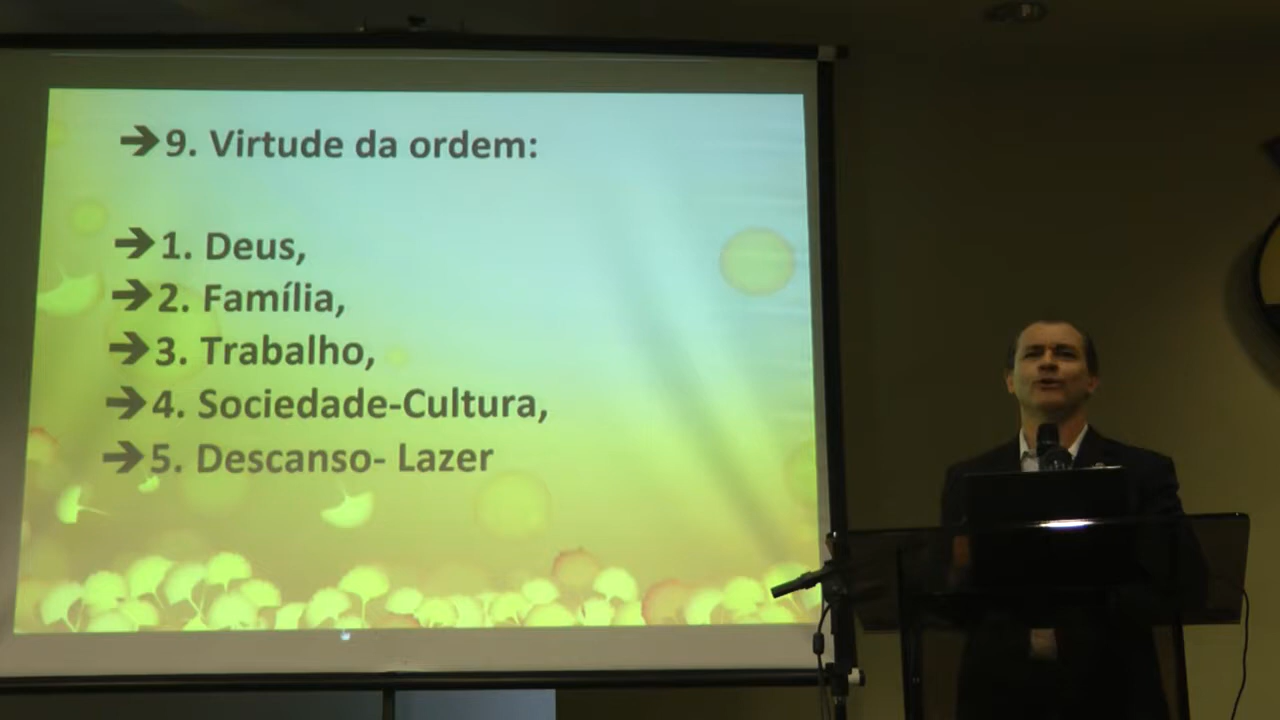 ➔9. Virtude da ordem:
➔1. Deus,
➔2. Família,
➔3. Trabalho,
➔4. Sociedade-Cultura,
➔5. Descanso- Lazer